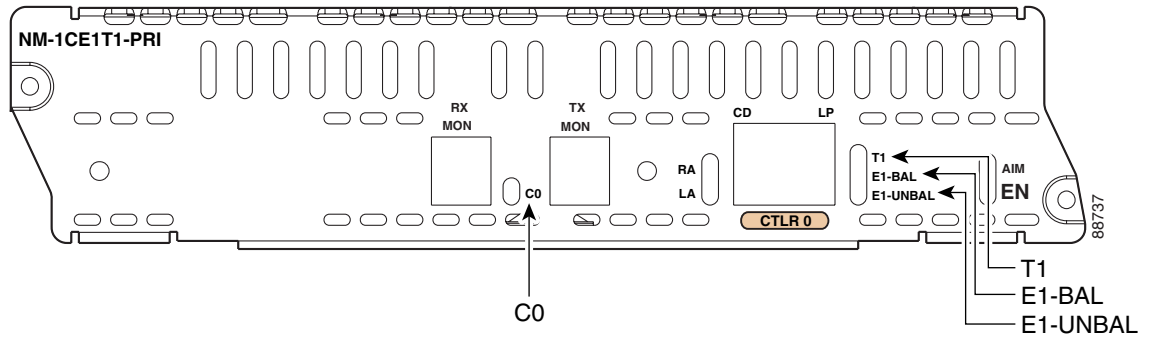 NM-1CE1T1-PRI
RX
MON
TX
MON
CD LP
RA
LA
C0
T1
E1-BAL
E1-UNBAL
AIM
EN
CTLR 0
88737
T1
E1-BAL
E1-UNBAL
C0